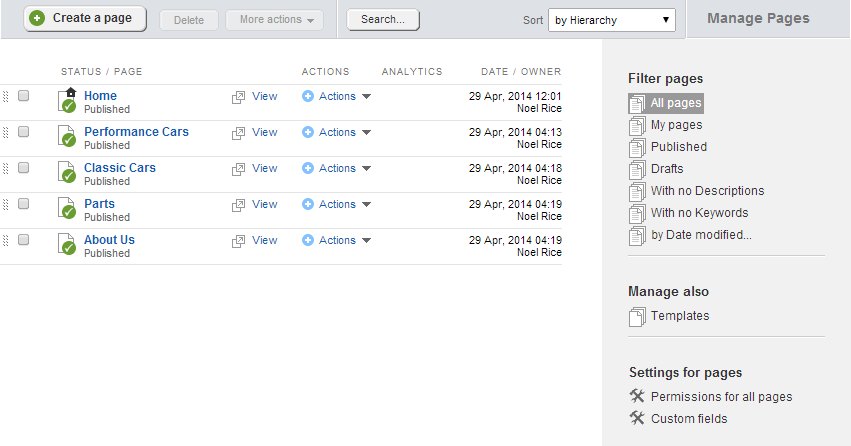 Create a page Delete More actions Search... Sort by Hierarchy Manage Pages
STATUS / PAGE ACTIONS ANALYTICS DATE / OWNER
Home View Actions 29 Apr, 2014 12:01
Published Noel Rice
Performance Cars View Actions 29 Apr, 2014 04:13
Published Noel Rice
Classic Cars View Actions 29 Apr, 2014 04:18
Published Noel Rice
Parts View Actions 29 Apr, 2014 04:19
Published Noel Rice
About Us View Actions 29 Apr, 2014 04:19
Published Noel Rice
Filter pages
All pages
My pages
Published
Drafts
With no Descriptions
With no Keywords
by Date modified...
Manage also
Templates
Settings for pages
Permissions for all pages
Custom fields